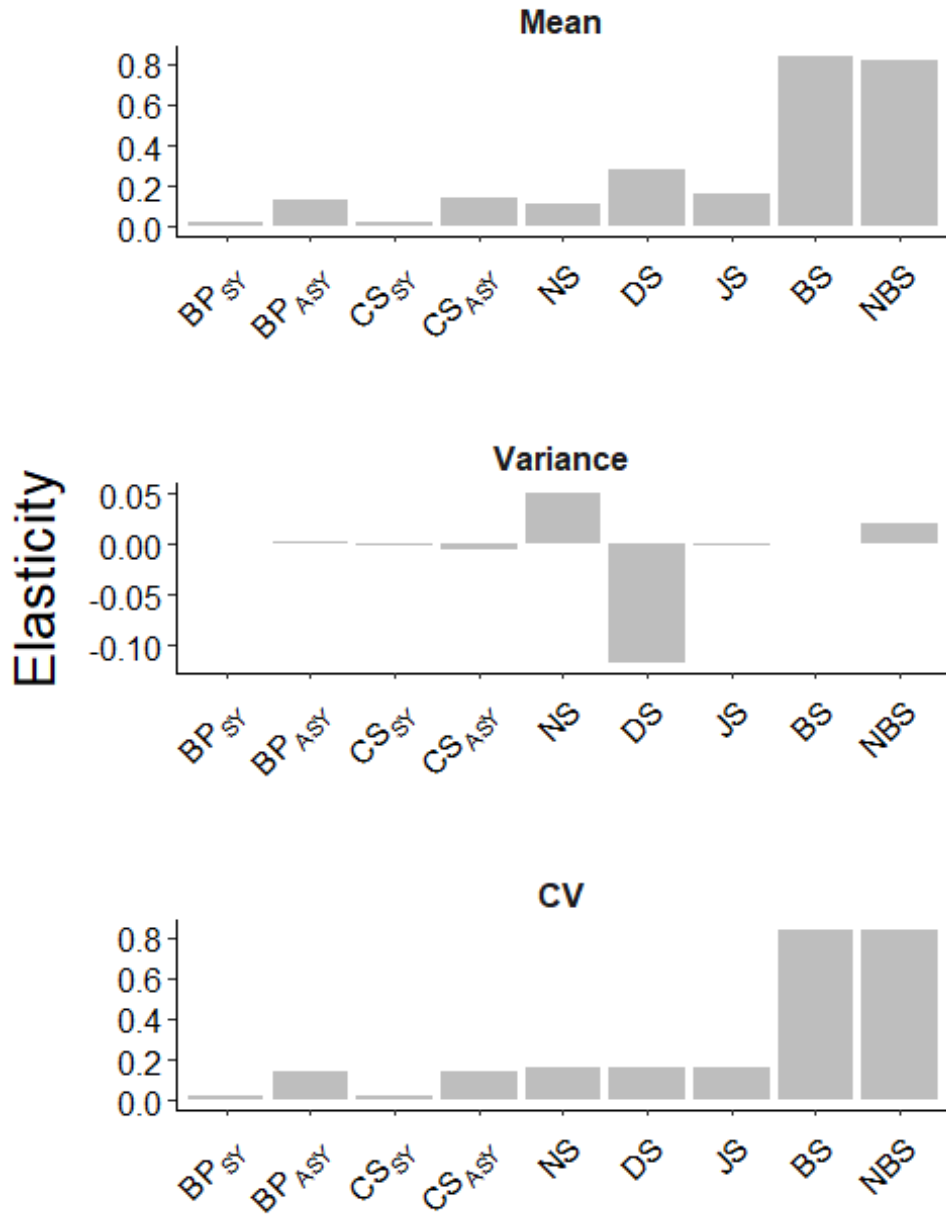 Mean
0.8
0.6
0.4
0.2
0.0
BP SY BP ASY CS SY CS ASY NS DS JS BS NBS
Elasticity
Variance
0.05
0.00
-0.05
-0.10
BP SY BP ASY CS SY CS ASY NS DS JS BS NBS
CV
0.8
0.6
0.4
0.2
0.0
BP SY BP ASY CS SY CS ASY NS DS JS BS NBS